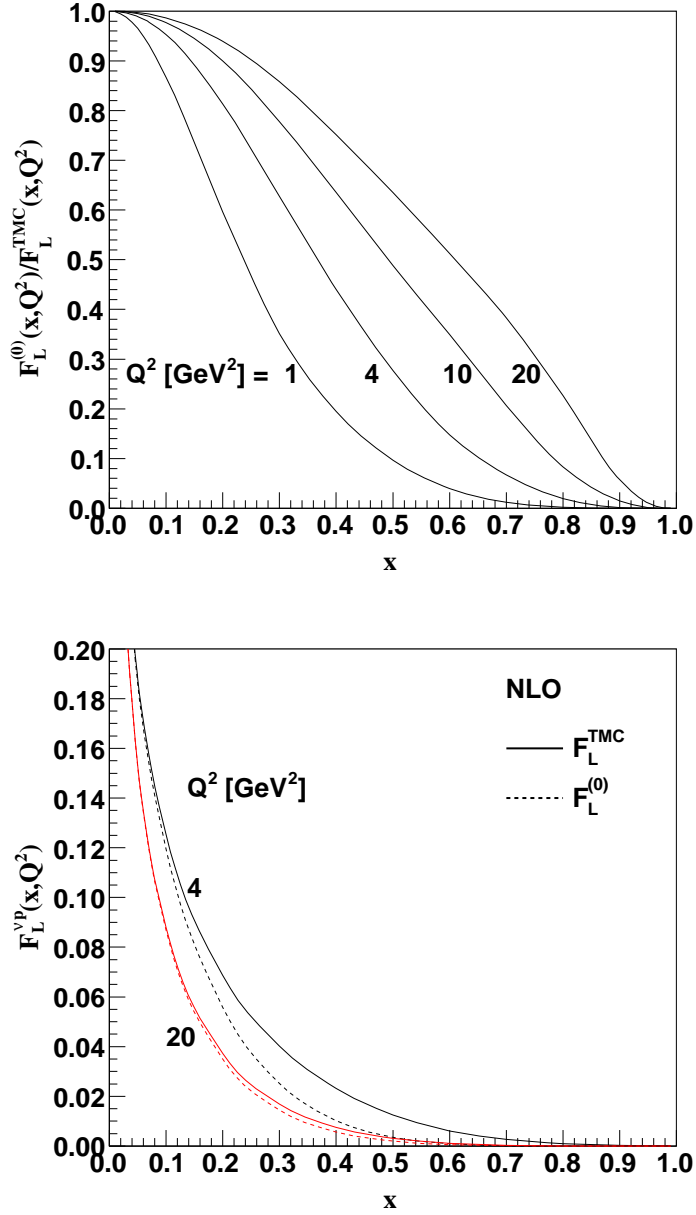 F_L^(0)(x,Q^2)/F_L^TMC(x,Q^2)
1.0
0.9
0.8
0.7
0.6
0.5
0.4
0.3
0.2
0.1
0.0
Q^2 [GeV^2] = 1 4 10 20
0.0 0.1 0.2 0.3 0.4 0.5 0.6 0.7 0.8 0.9 1.0
x
F_L^νp(x,Q^2)
0.20
0.18
0.16
0.14
0.12
0.10
0.08
0.06
0.04
0.02
0.00
NLO
F_L^TMC
F_L^(0)
Q^2 [GeV^2]
4
20
0.0 0.1 0.2 0.3 0.4 0.5 0.6 0.7 0.8 0.9 1.0
x